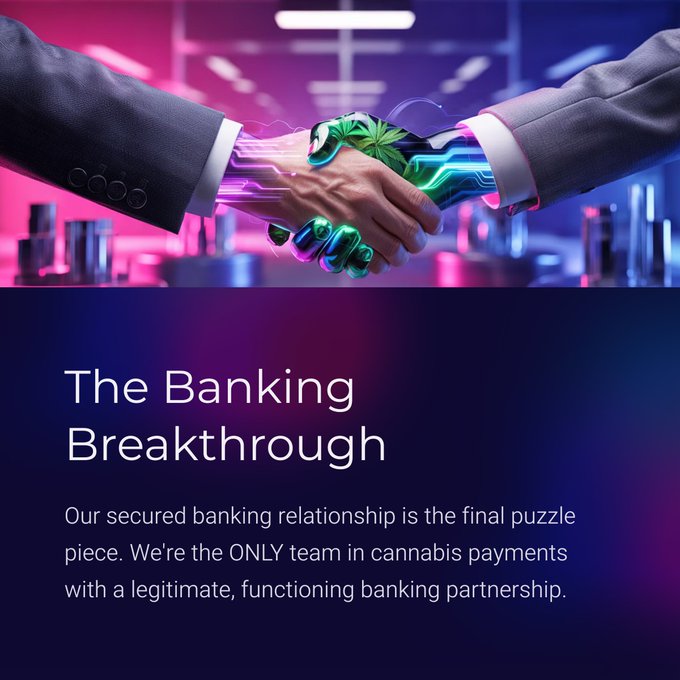 The Banking
Breakthrough
Our secured banking relationship is the final puzzle
piece. We're the ONLY team in cannabis payments
with a legitimate, functioning banking partnership.